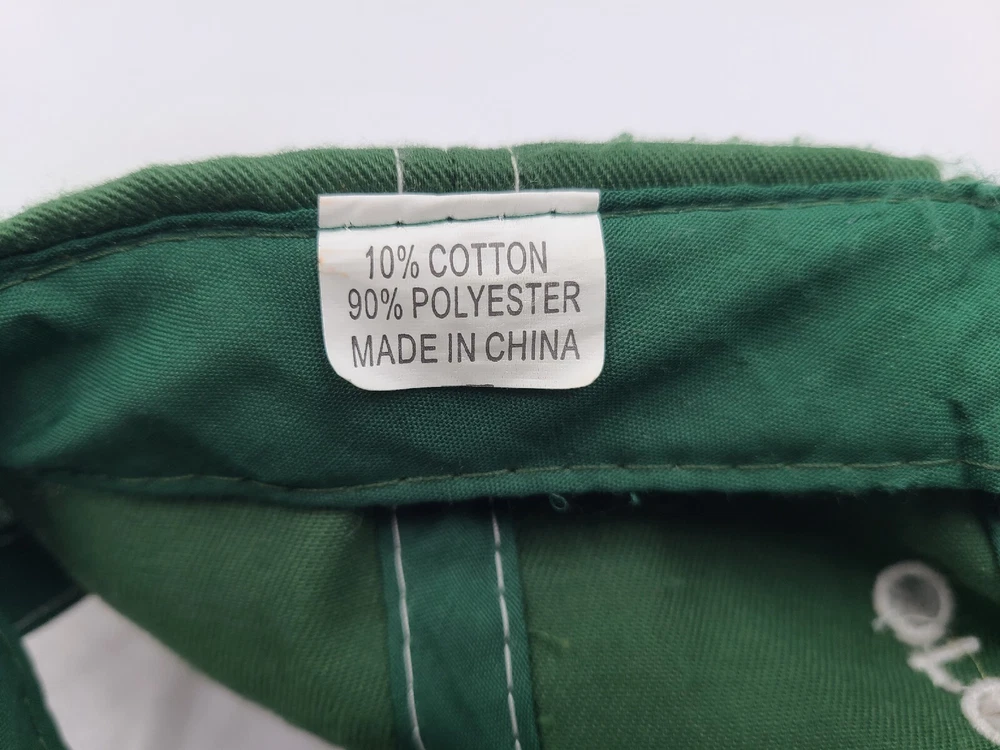 10% COTTON
90% POLYESTER
MADE IN CHINA